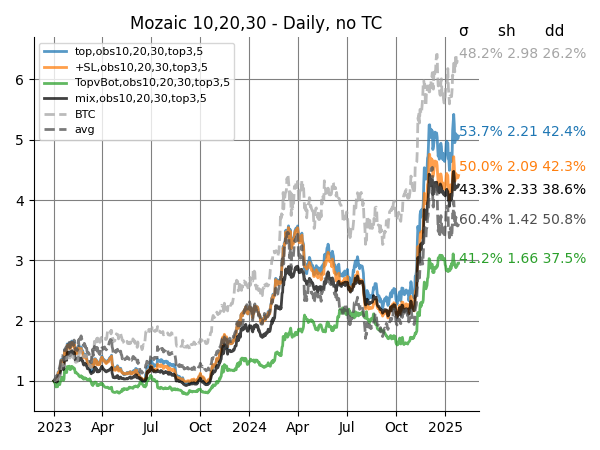 Mozaic 10,20,30 - Daily, no TC
σ sh dd
top,obs10,20,30,top3,5
+SL,obs10,20,30,top3,5
TopvBot,obs10,20,30,top3,5
mix,obs10,20,30,top3,5
BTC
avg
48.2% 2.98 26.2%
53.7% 2.21 42.4%
50.0% 2.09 42.3%
43.3% 2.33 38.6%
60.4% 1.42 50.8%
41.2% 1.66 37.5%
6
5
4
3
2
1
2023 Apr Jul Oct 2024 Apr Jul Oct 2025